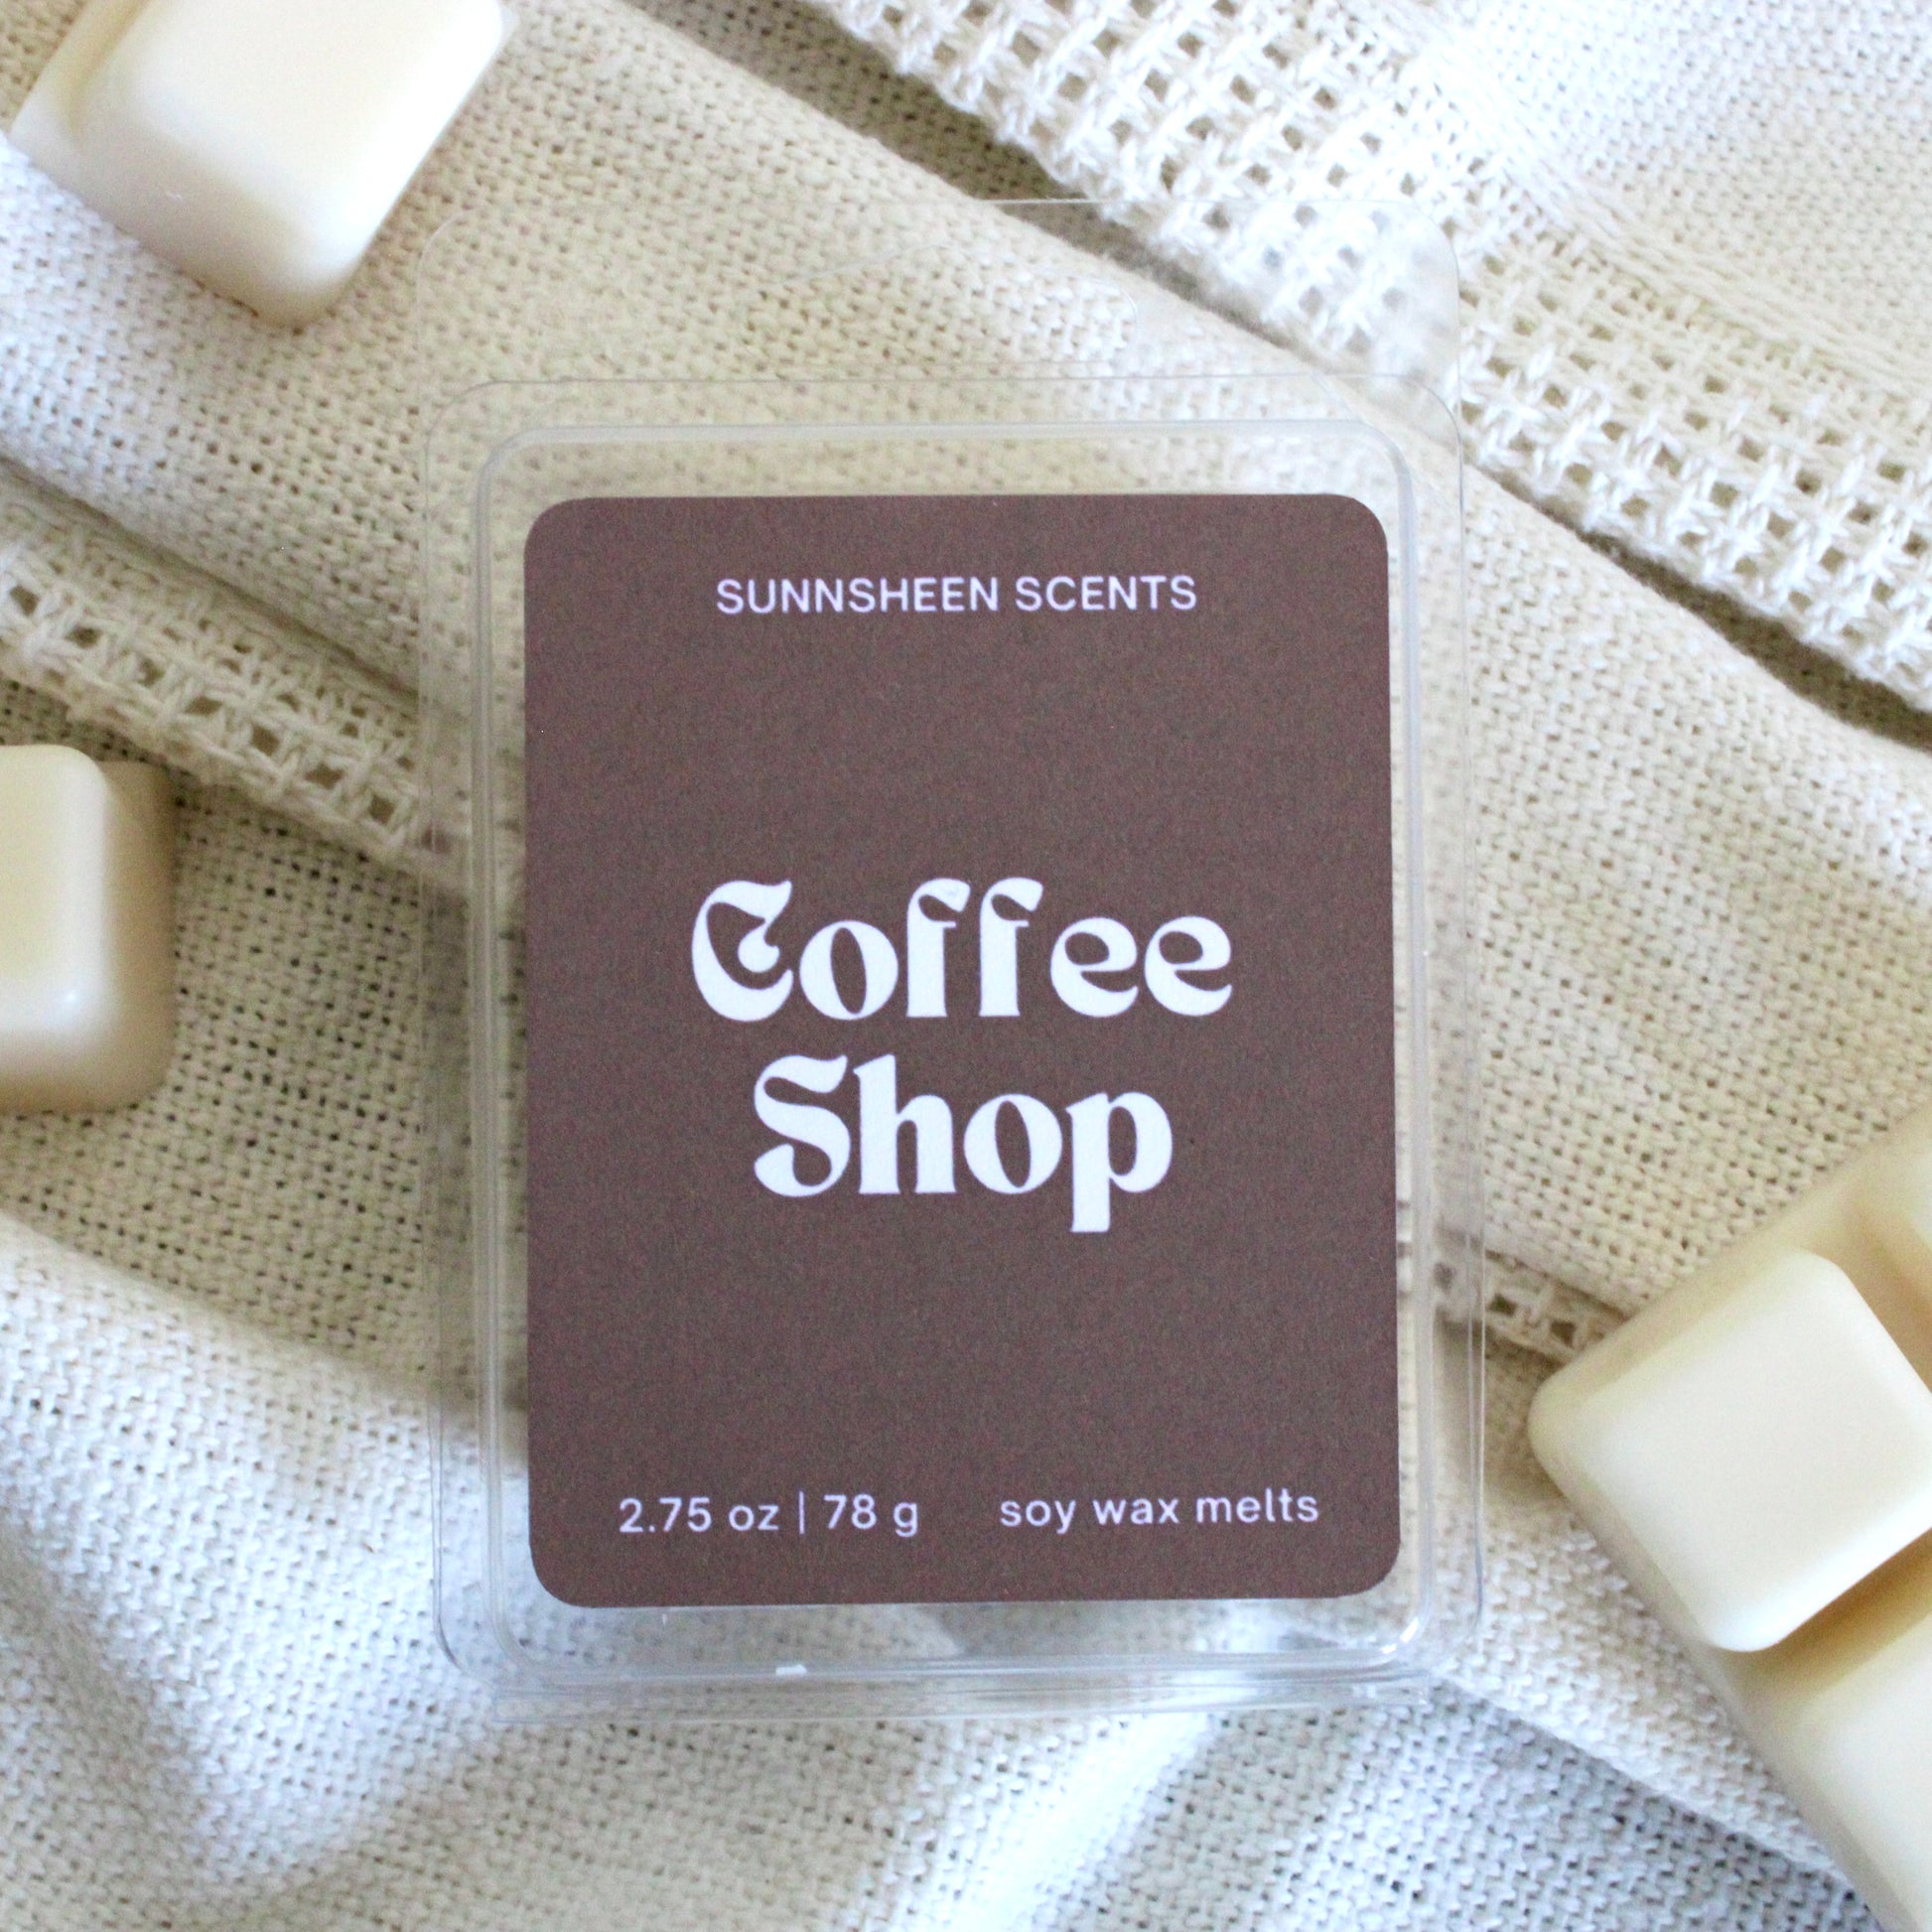 SUNNSHEEN SCENTS
Coffee
Shop
2.75 oz | 78 g soy wax melts